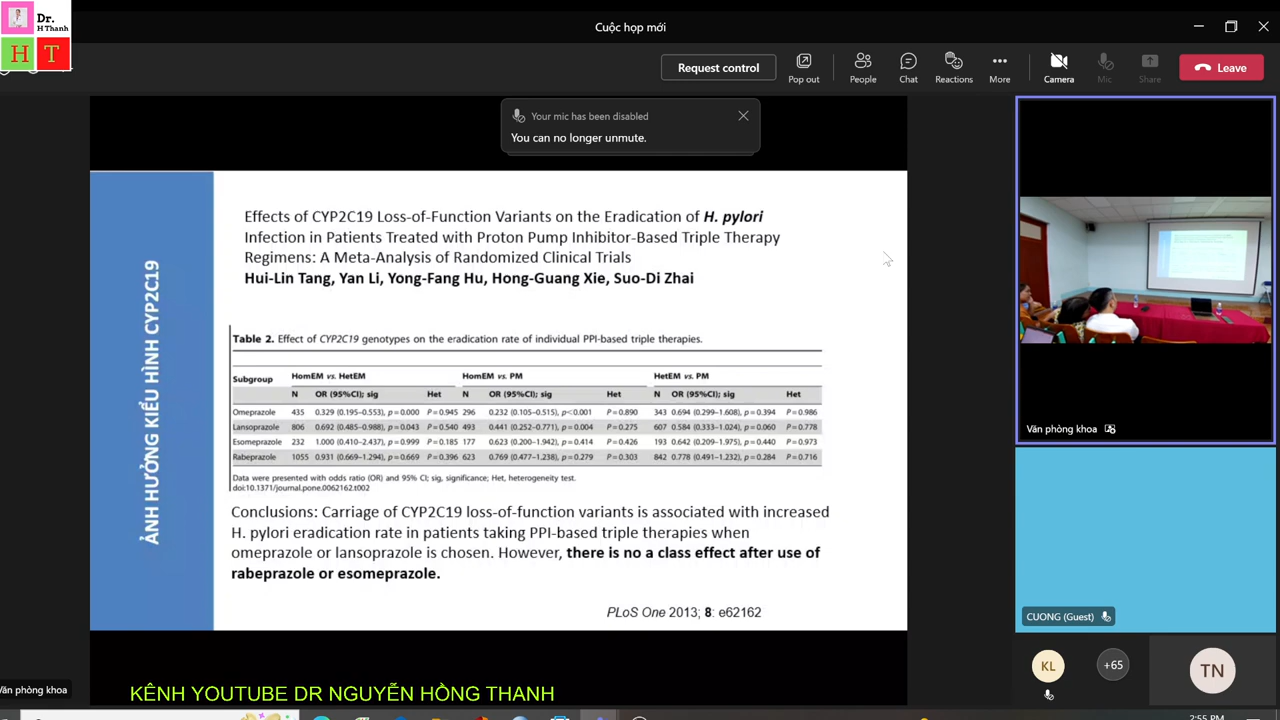 Dr.
H Thanh
H T
Cuộc họp mới
Request control
Pop out
People
Chat
Reactions
More
Camera
Mic
Share
Leave
Your mic has been disabled
You can no longer unmute.
ẢNH HƯỞNG KIỂU HÌNH CYP2C19
Effects of CYP2C19 Loss-of-Function Variants on the Eradication of H. pylori
Infection in Patients Treated with Proton Pump Inhibitor-Based Triple Therapy
Regimens: A Meta-Analysis of Randomized Clinical Trials
Hui-Lin Tang, Yan Li, Yong-Fang Hu, Hong-Guang Xie, Suo-Di Zhai
Table 2. Effect of CYP2C19 genotypes on the eradication rate of individual PPI-based triple therapies.
Subgroup HomEM vs. HetEM HomEM vs. PM HetEM vs. PM
N OR (95%CI); sig Het N OR (95%CI); sig Het N OR (95%CI); sig Het
Omeprazole 435 0.329 (0.195–0.553), p=0.000 P=0.945 296 0.232 (0.105–0.515), p<0.001 P=0.890 343 0.694 (0.299–1.608), p=0.394 P=0.986
Lansoprazole 806 0.692 (0.485–0.988), p=0.043 P=0.540 493 0.441 (0.252–0.771), p=0.004 P=0.275 607 0.584 (0.333–1.024), p=0.060 P=0.778
Esomeprazole 232 1.000 (0.410–2.437), p=0.999 P=0.185 177 0.623 (0.200–1.942), p=0.414 P=0.426 193 0.642 (0.209–1.975), p=0.440 P=0.973
Rabeprazole 1055 0.931 (0.669–1.294), p=0.669 P=0.396 623 0.769 (0.477–1.238), p=0.279 P=0.303 842 0.778 (0.491–1.232), p=0.284 P=0.716
Data were presented with odds ratio (OR) and 95% CI; sig, significance; Het, heterogeneity test.
doi:10.1371/journal.pone.0062162.t002
Conclusions: Carriage of CYP2C19 loss-of-function variants is associated with increased
H. pylori eradication rate in patients taking PPI-based triple therapies when
omeprazole or lansoprazole is chosen. However, there is no a class effect after use of
rabeprazole or esomeprazole.
PLoS One 2013; 8: e62162
Văn phòng khoa
CUONG (Guest)
KL
+65
TN
Văn phòng khoa
KÊNH YOUTUBE DR NGUYỄN HỒNG THANH
2:55 PM